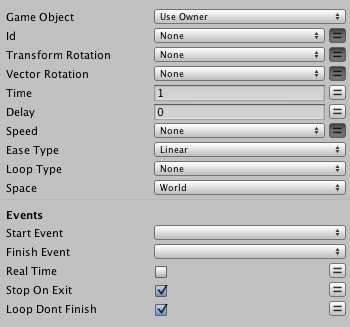 Game Object Use Owner
Id None
Transform Rotation None
Vector Rotation None
Time 1
Delay 0
Speed None
Ease Type Linear
Loop Type None
Space World
Events
Start Event
Finish Event
Real Time
Stop On Exit
Loop Dont Finish